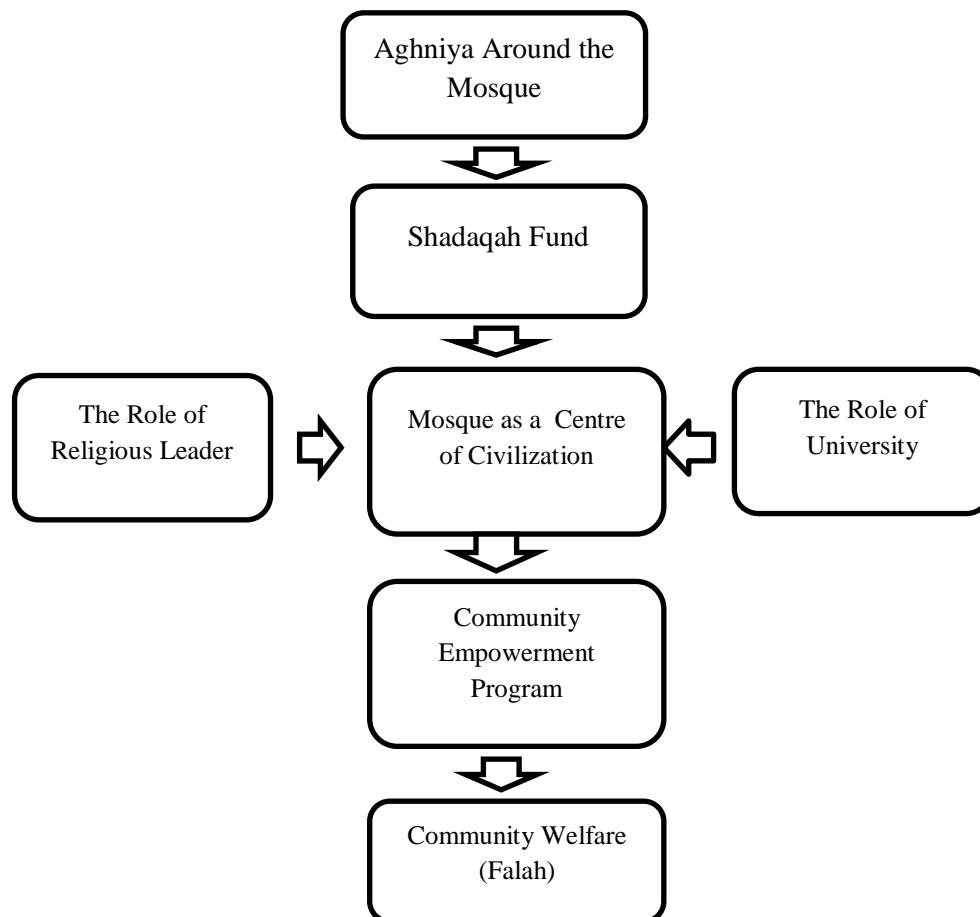 Aghniya Around the
Mosque
Shadaqah Fund
The Role of
Religious Leader
Mosque as a Centre
of Civilization
The Role of
University
Community
Empowerment
Program
Community Welfare
(Falah)